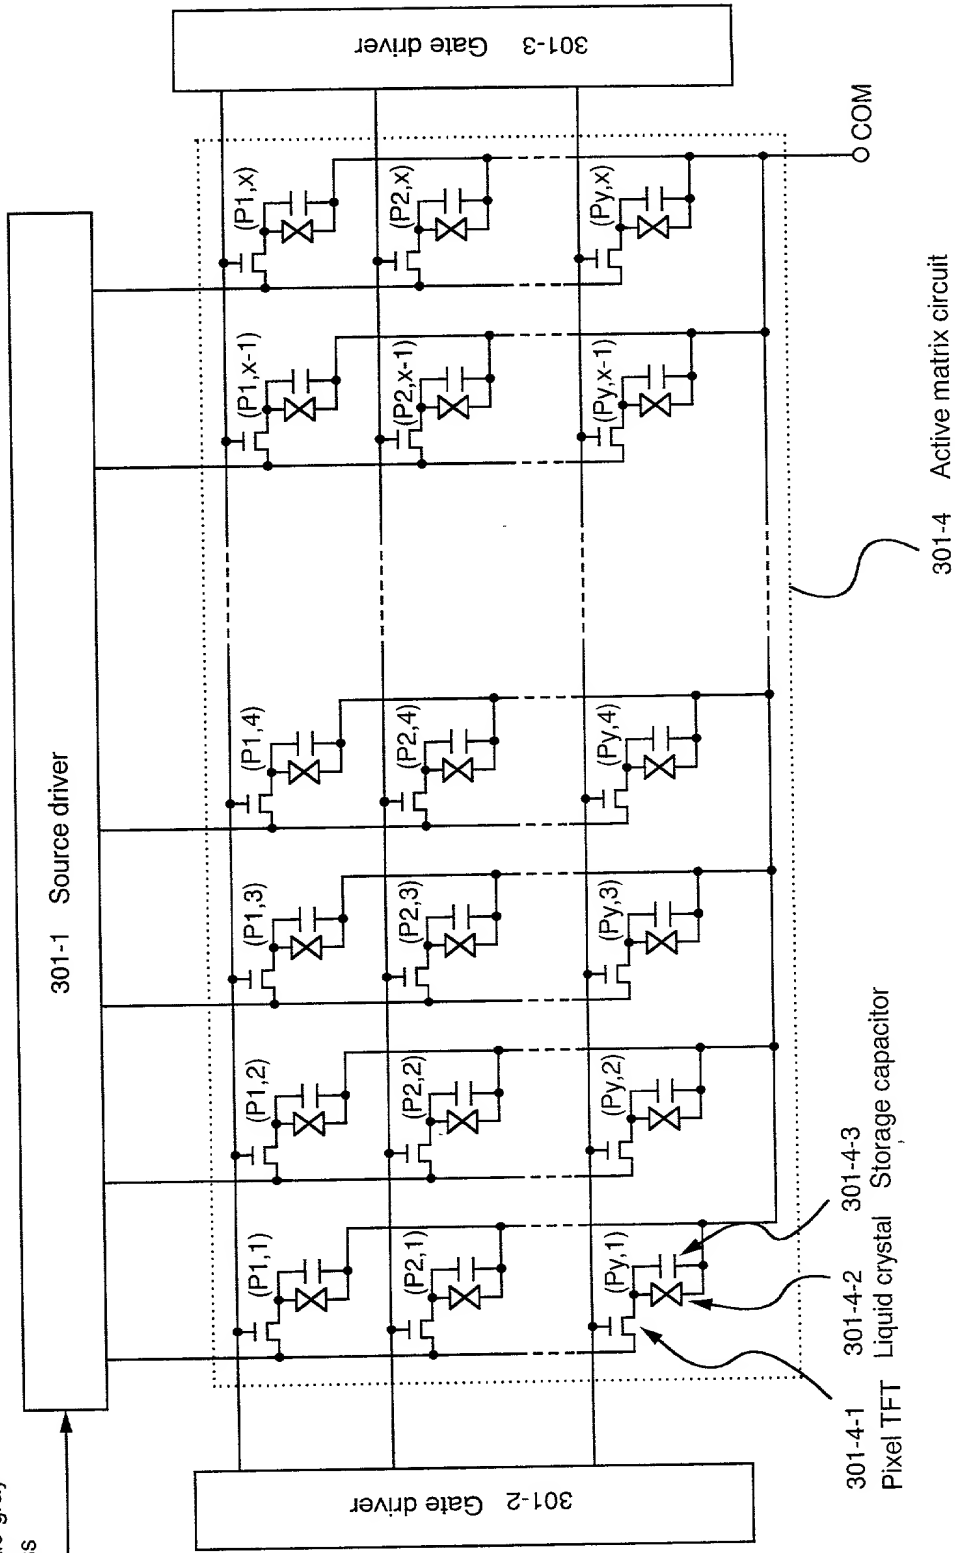 301-1 Source driver
301-2 Gate driver
301-3 Gate driver
(P1,1)
(P1,2)
(P1,3)
(P1,4)
(P1,x-1)
(P1,x)
(P2,1)
(P2,2)
(P2,3)
(P2,4)
(P2,x-1)
(P2,x)
(Py,1)
(Py,2)
(Py,3)
(Py,4)
(Py,x-1)
(Py,x)
COM
301-4-1
Pixel TFT
301-4-2
Liquid crystal
301-4-3
Storage capacitor
301-4 Active matrix circuit